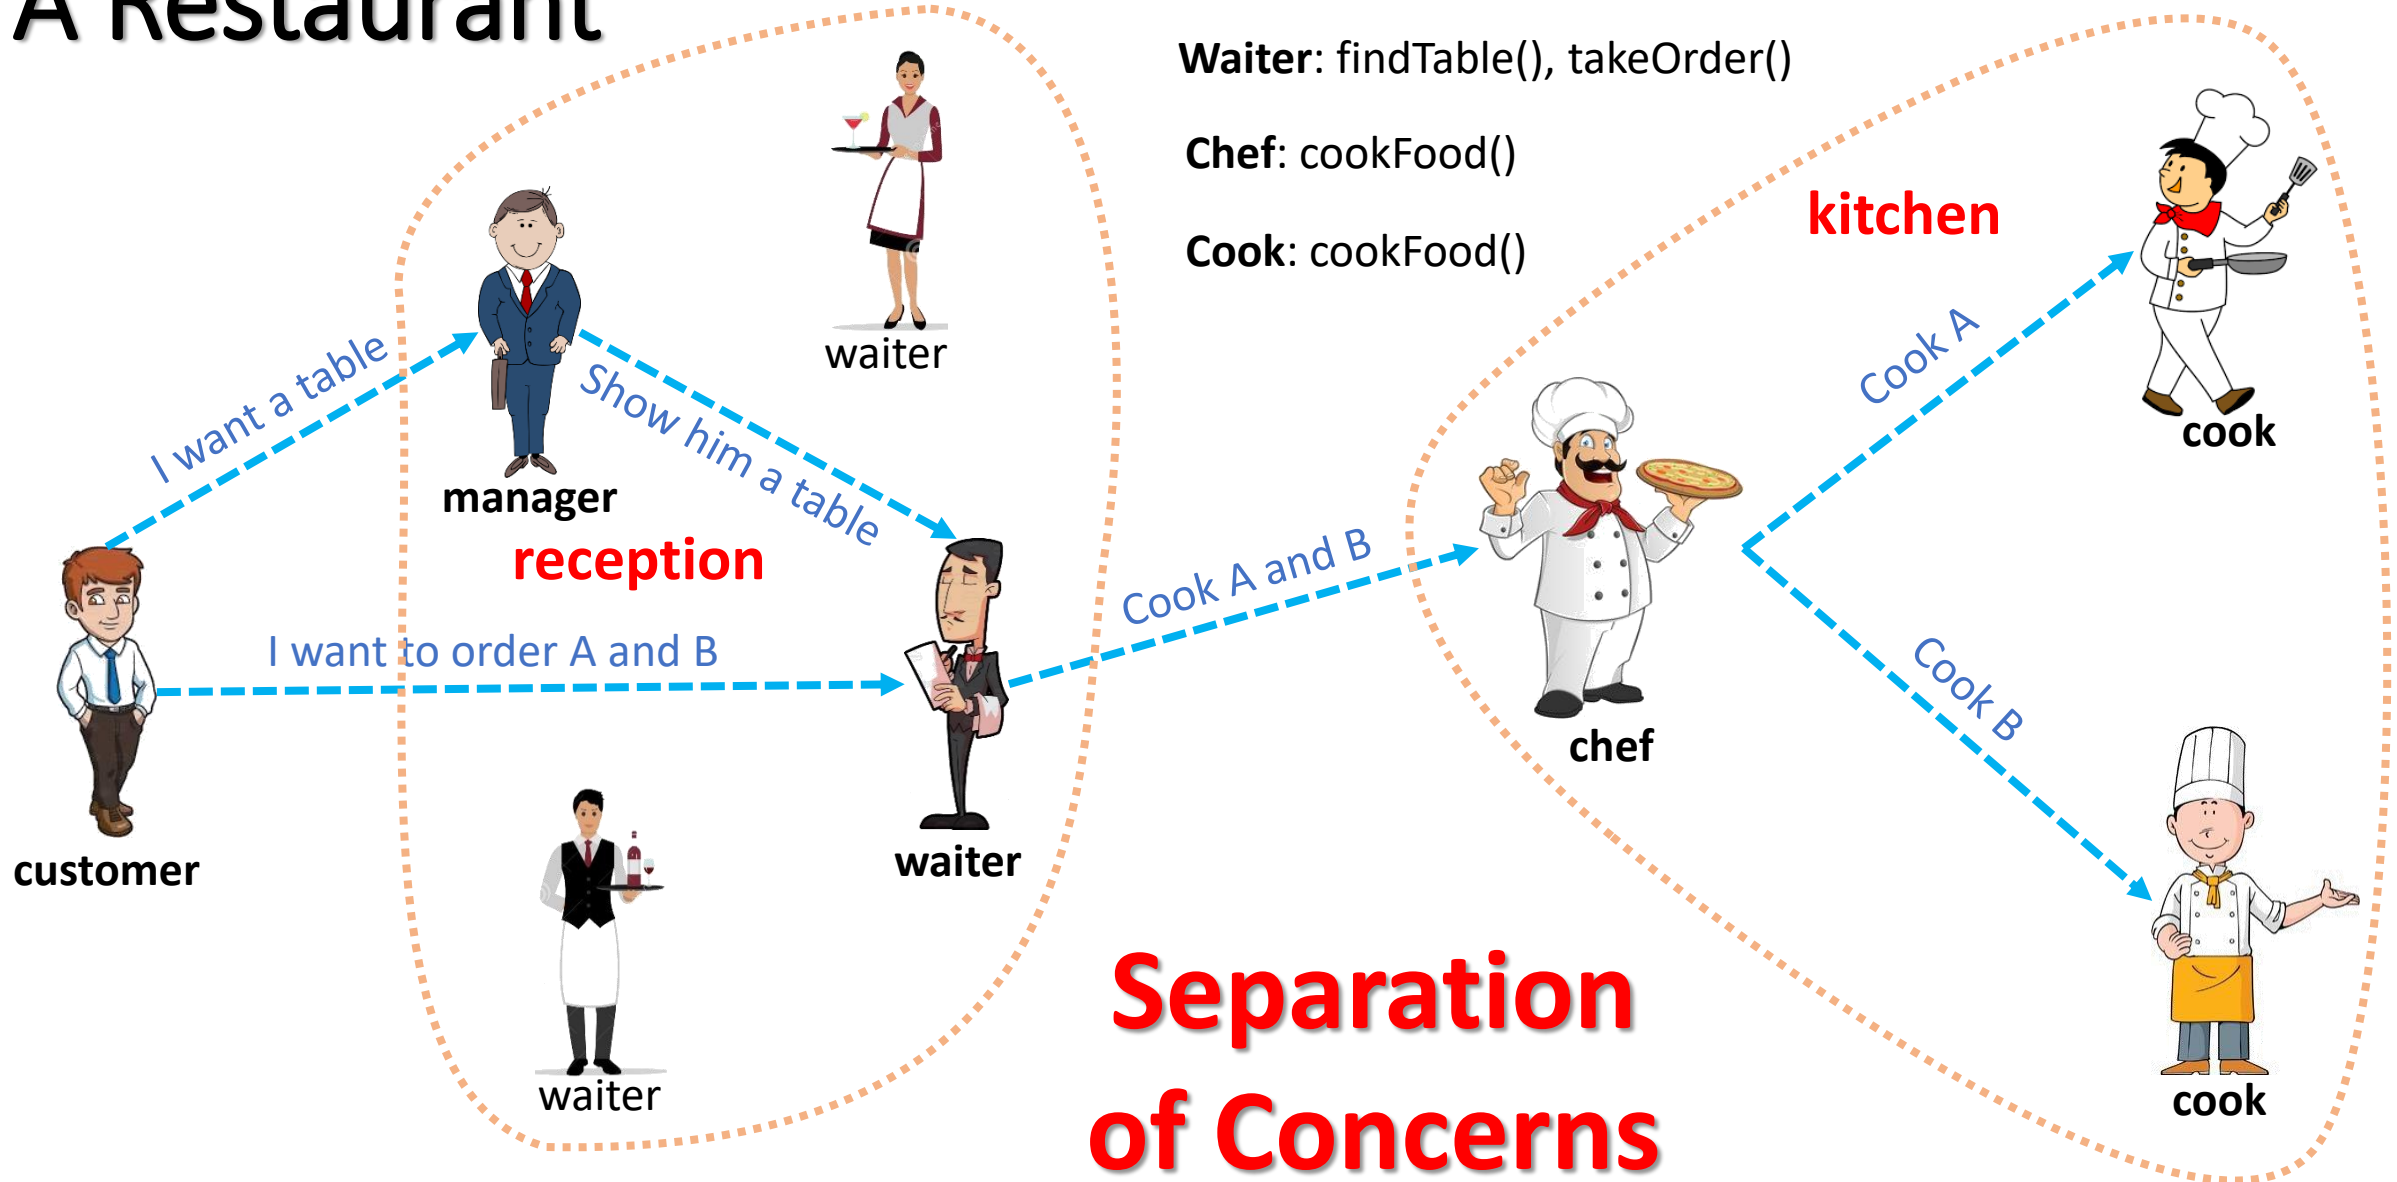 A Restaurant
Waiter: findTable(), takeOrder()
Chef: cookFood()
Cook: cookFood()
kitchen
waiter
I want a table
Show him a table
manager
reception
Cook A
cook
Cook A and B
I want to order A and B
chef
Cook B
customer
waiter
waiter
cook
Separation
of Concerns